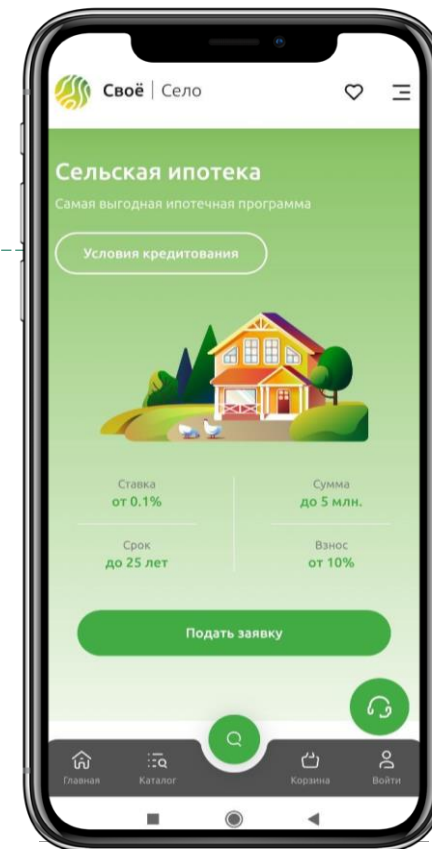 Своё | Село
Сельская ипотека
Самая выгодная ипотечная программа
Условия кредитования
Ставка
от 0.1%
Сумма
до 5 млн.
Срок
до 25 лет
Взнос
от 10%
Подать заявку
Главная
Каталог
Корзина
Войти